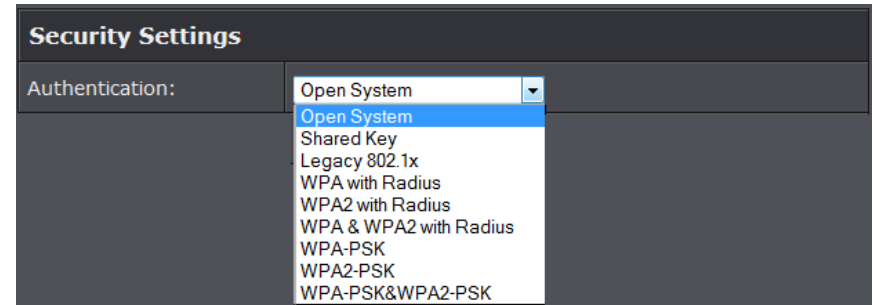 Security Settings
Authentication: Open System
Open System
Shared Key
Legacy 802.1x
WPA with Radius
WPA2 with Radius
WPA & WPA2 with Radius
WPA-PSK
WPA2-PSK
WPA-PSK&WPA2-PSK